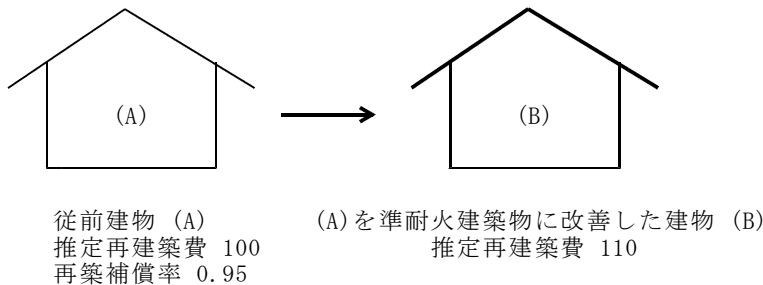 (A)
(B)
従前建物 (A)
推定再建築費 100
再築補償率 0.95
(A)を準耐火建築物に改善した建物 (B)
推定再建築費 110